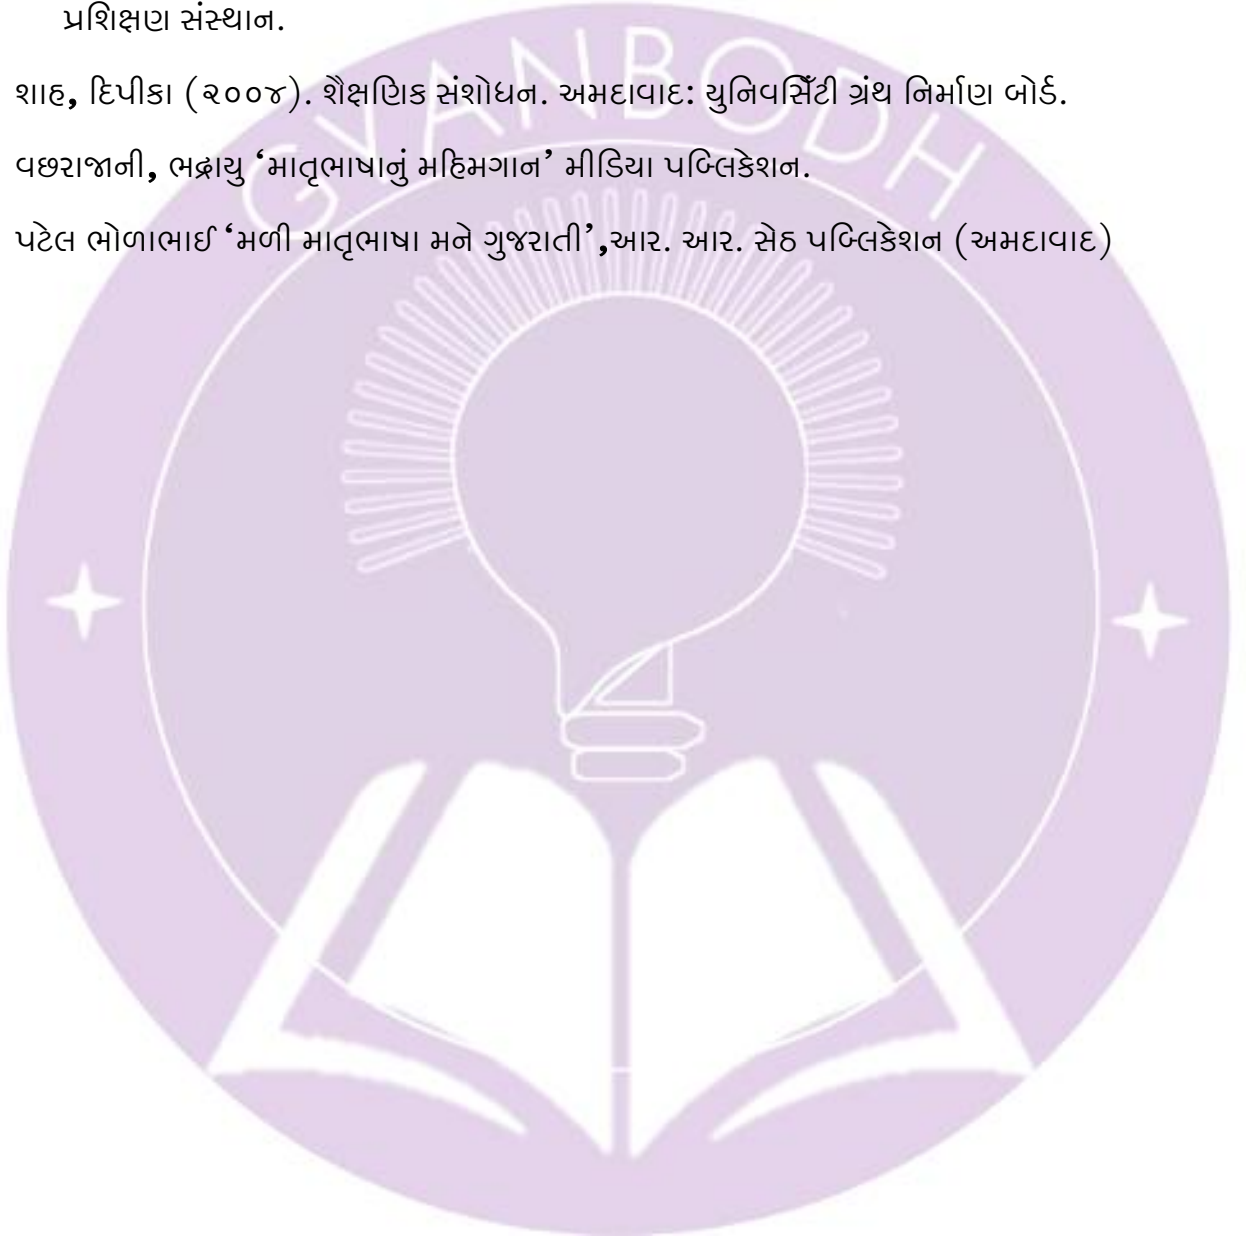 પ્રશિક્ષણ સંસ્થાન.
શાહ, દિપીકા (૨૦૦૪). શૈક્ષણિક સંશોધન. અમદાવાદ: યુનિવર્સિટી ગ્રંથ નિર્માણ બોર્ડ.
વછરાજાની, ભદ્રાયુ ‘માતૃભાષાનું મહિમગાન’ મીડિયા પબ્લિકેશન.
પટેલ ભોળાભાઈ ‘મળી માતૃભાષા મને ગુજરાતી’,આર. આર. સેઠ પબ્લિકેશન (અમદાવાદ)
GYANBODH